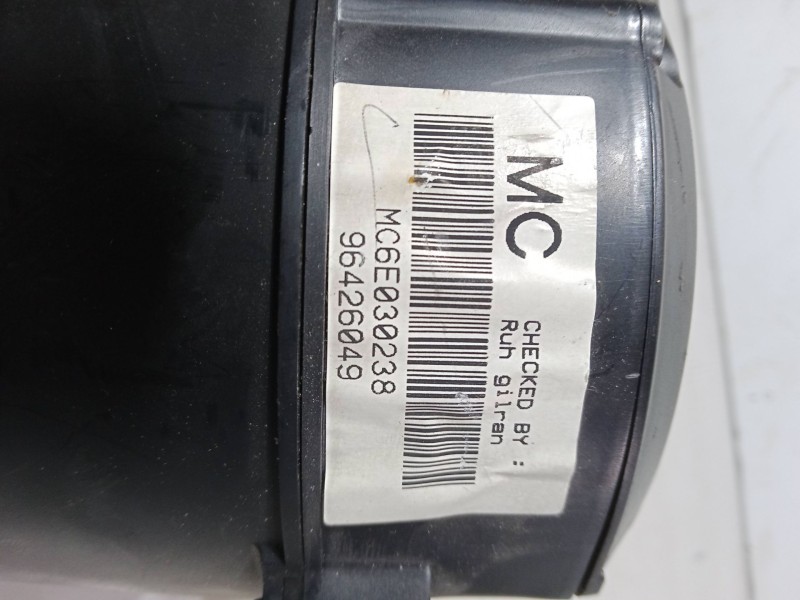 MC
CHECKED BY :
Ruh gilran
MC6E030238
96426049